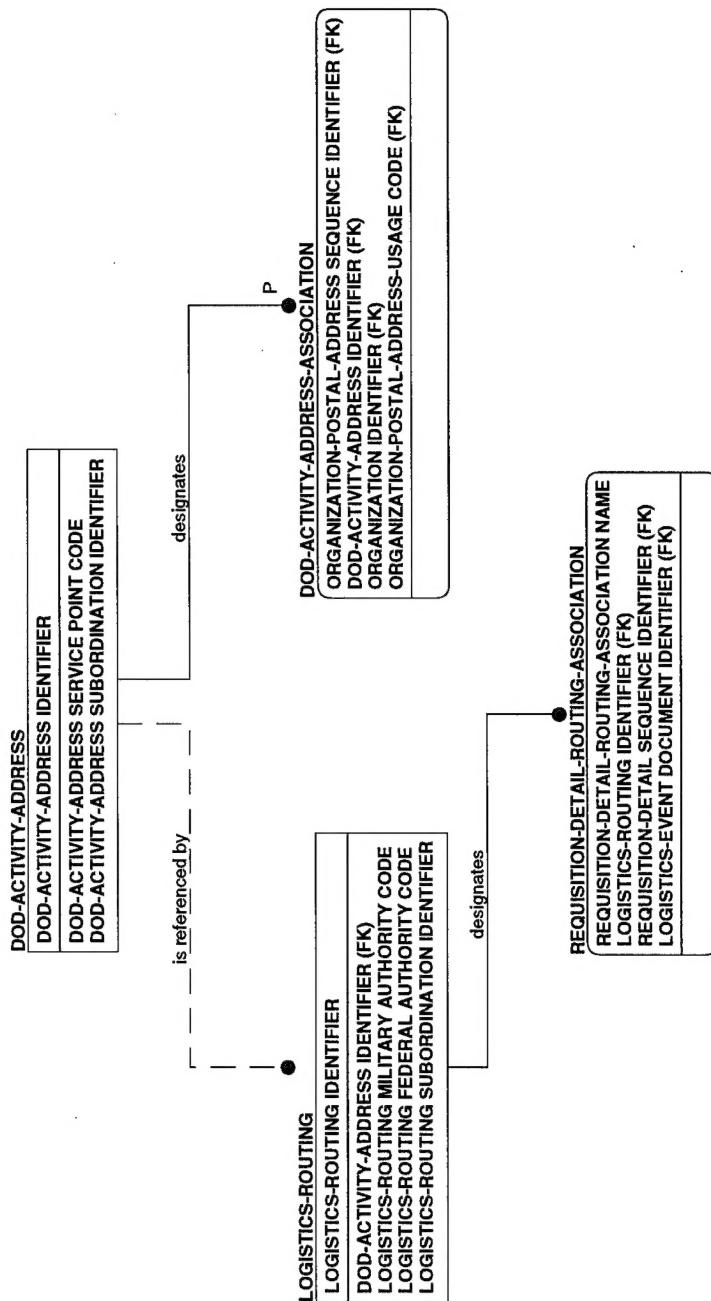 DOD-ACTIVITY-ADDRESS
DOD-ACTIVITY-ADDRESS IDENTIFIER
DOD-ACTIVITY-ADDRESS SERVICE POINT CODE
DOD-ACTIVITY-ADDRESS SUBORDINATION IDENTIFIER
is referenced by
designates
P
LOGISTICS-ROUTING
LOGISTICS-ROUTING IDENTIFIER
DOD-ACTIVITY-ADDRESS IDENTIFIER (FK)
LOGISTICS-ROUTING MILITARY AUTHORITY CODE
LOGISTICS-ROUTING FEDERAL AUTHORITY CODE
LOGISTICS-ROUTING SUBORDINATION IDENTIFIER
DOD-ACTIVITY-ADDRESS-ASSOCIATION
ORGANIZATION-POSTAL-ADDRESS SEQUENCE IDENTIFIER (FK)
DOD-ACTIVITY-ADDRESS IDENTIFIER (FK)
ORGANIZATION IDENTIFIER (FK)
ORGANIZATION-POSTAL-ADDRESS-USAGE CODE (FK)
designates
REQUISITION-DETAIL-ROUTING-ASSOCIATION
REQUISITION-DETAIL-ROUTING-ASSOCIATION NAME
LOGISTICS-ROUTING IDENTIFIER (FK)
REQUISITION-DETAIL SEQUENCE IDENTIFIER (FK)
LOGISTICS-EVENT DOCUMENT IDENTIFIER (FK)